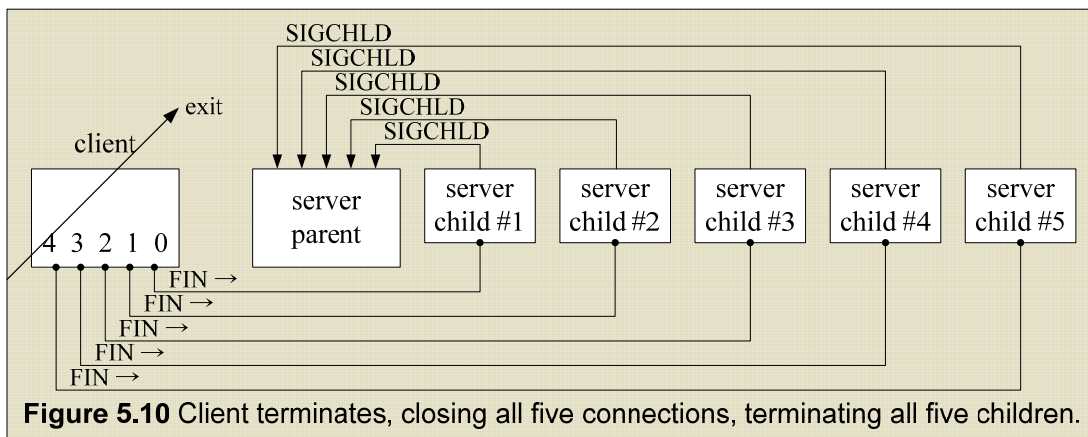 SIGCHLD
SIGCHLD
SIGCHLD
SIGCHLD
SIGCHLD
exit
client
server
parent
server
child #1
server
child #2
server
child #3
server
child #4
server
child #5
4 3 2 1 0
FIN →
FIN →
FIN →
FIN →
FIN →
Figure 5.10 Client terminates, closing all five connections, terminating all five children.